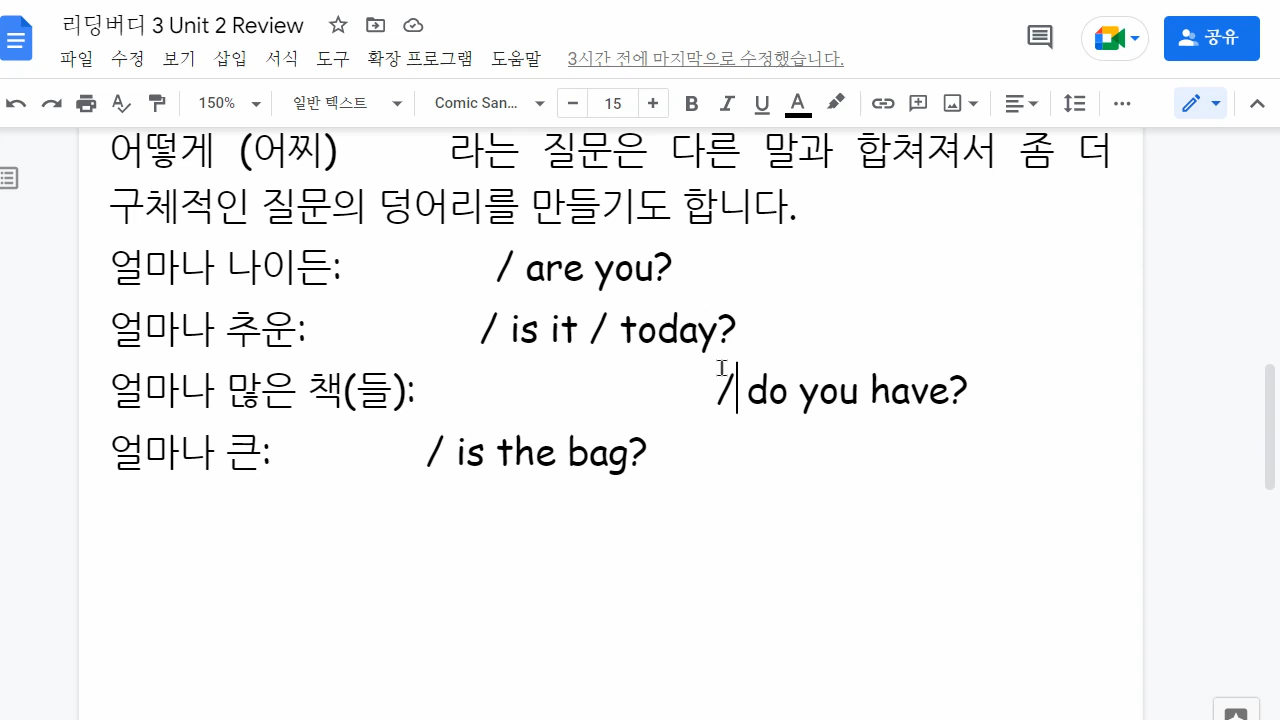 리딩버디 3 Unit 2 Review
파일 수정 보기 삽입 서식 도구 확장 프로그램 도움말 3시간 전에 마지막으로 수정했습니다.
공유
150% 일반 텍스트 Comic San... 15 B I U A
어떻게 (어찌) 라는 질문은 다른 말과 합쳐져서 좀 더
구체적인 질문의 덩어리를 만들기도 합니다.
얼마나 나이든: / are you?
얼마나 추운: / is it / today?
얼마나 많은 책(들): / do you have?
얼마나 큰: / is the bag?